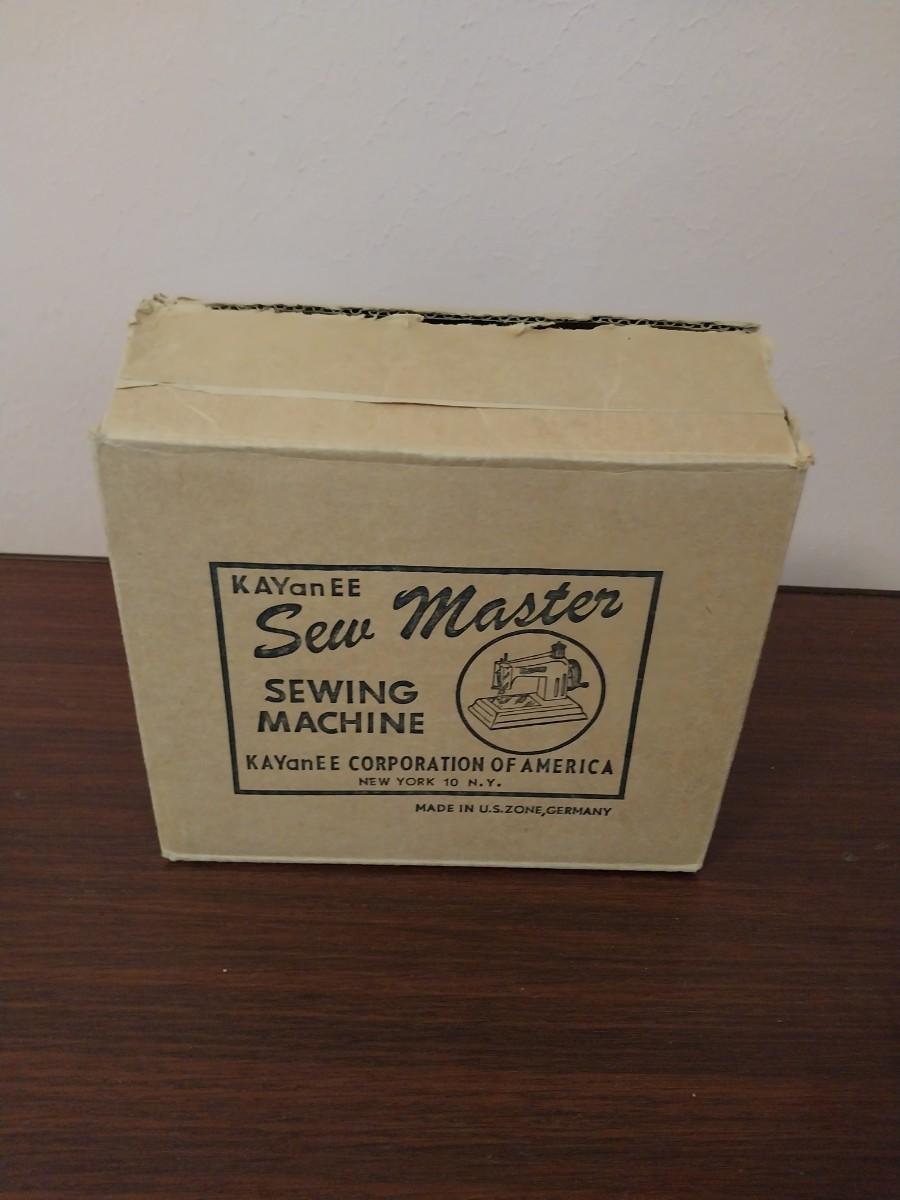 KAYanEE
Sew Master
SEWING
MACHINE
KAYanEE CORPORATION OF AMERICA
NEW YORK 10 N.Y.
MADE IN U.S.ZONE,GERMANY